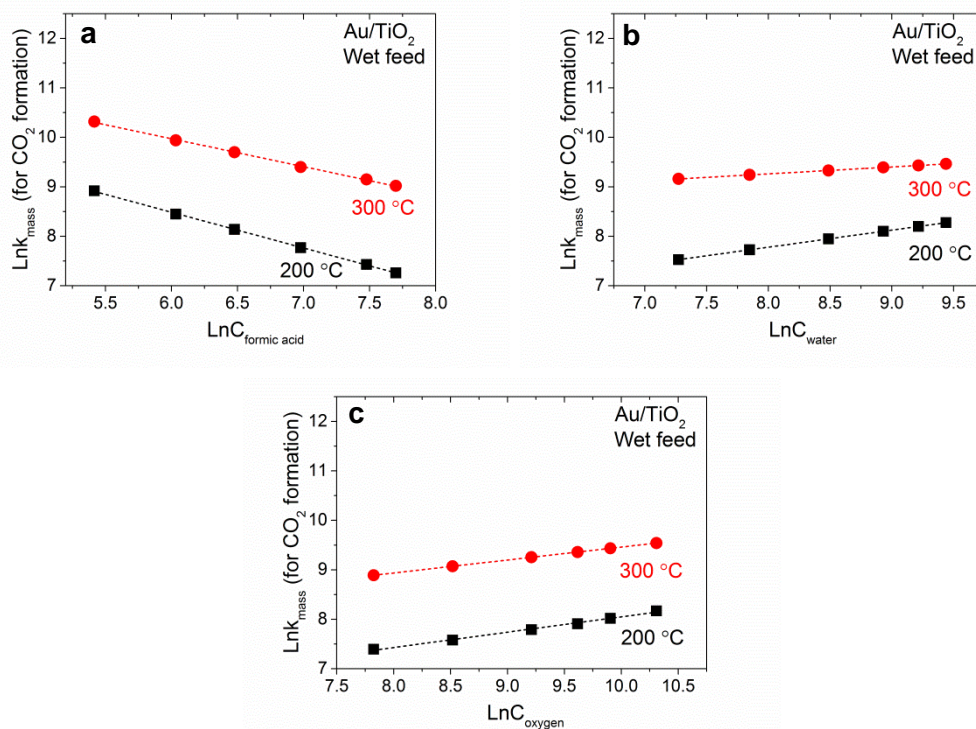 a
Au/TiO2
Wet feed
Lnkmass (for CO2 formation)
12
11
10
9
8
7
300 °C
200 °C
5.5 6.0 6.5 7.0 7.5 8.0
LnCformic acid
b
Au/TiO2
Wet feed
Lnkmass (for CO2 formation)
12
11
10
9
8
7
300 °C
200 °C
7.0 7.5 8.0 8.5 9.0 9.5
LnCwater
c
Au/TiO2
Wet feed
Lnkmass (for CO2 formation)
12
11
10
9
8
7
300 °C
200 °C
7.5 8.0 8.5 9.0 9.5 10.0 10.5
LnCoxygen